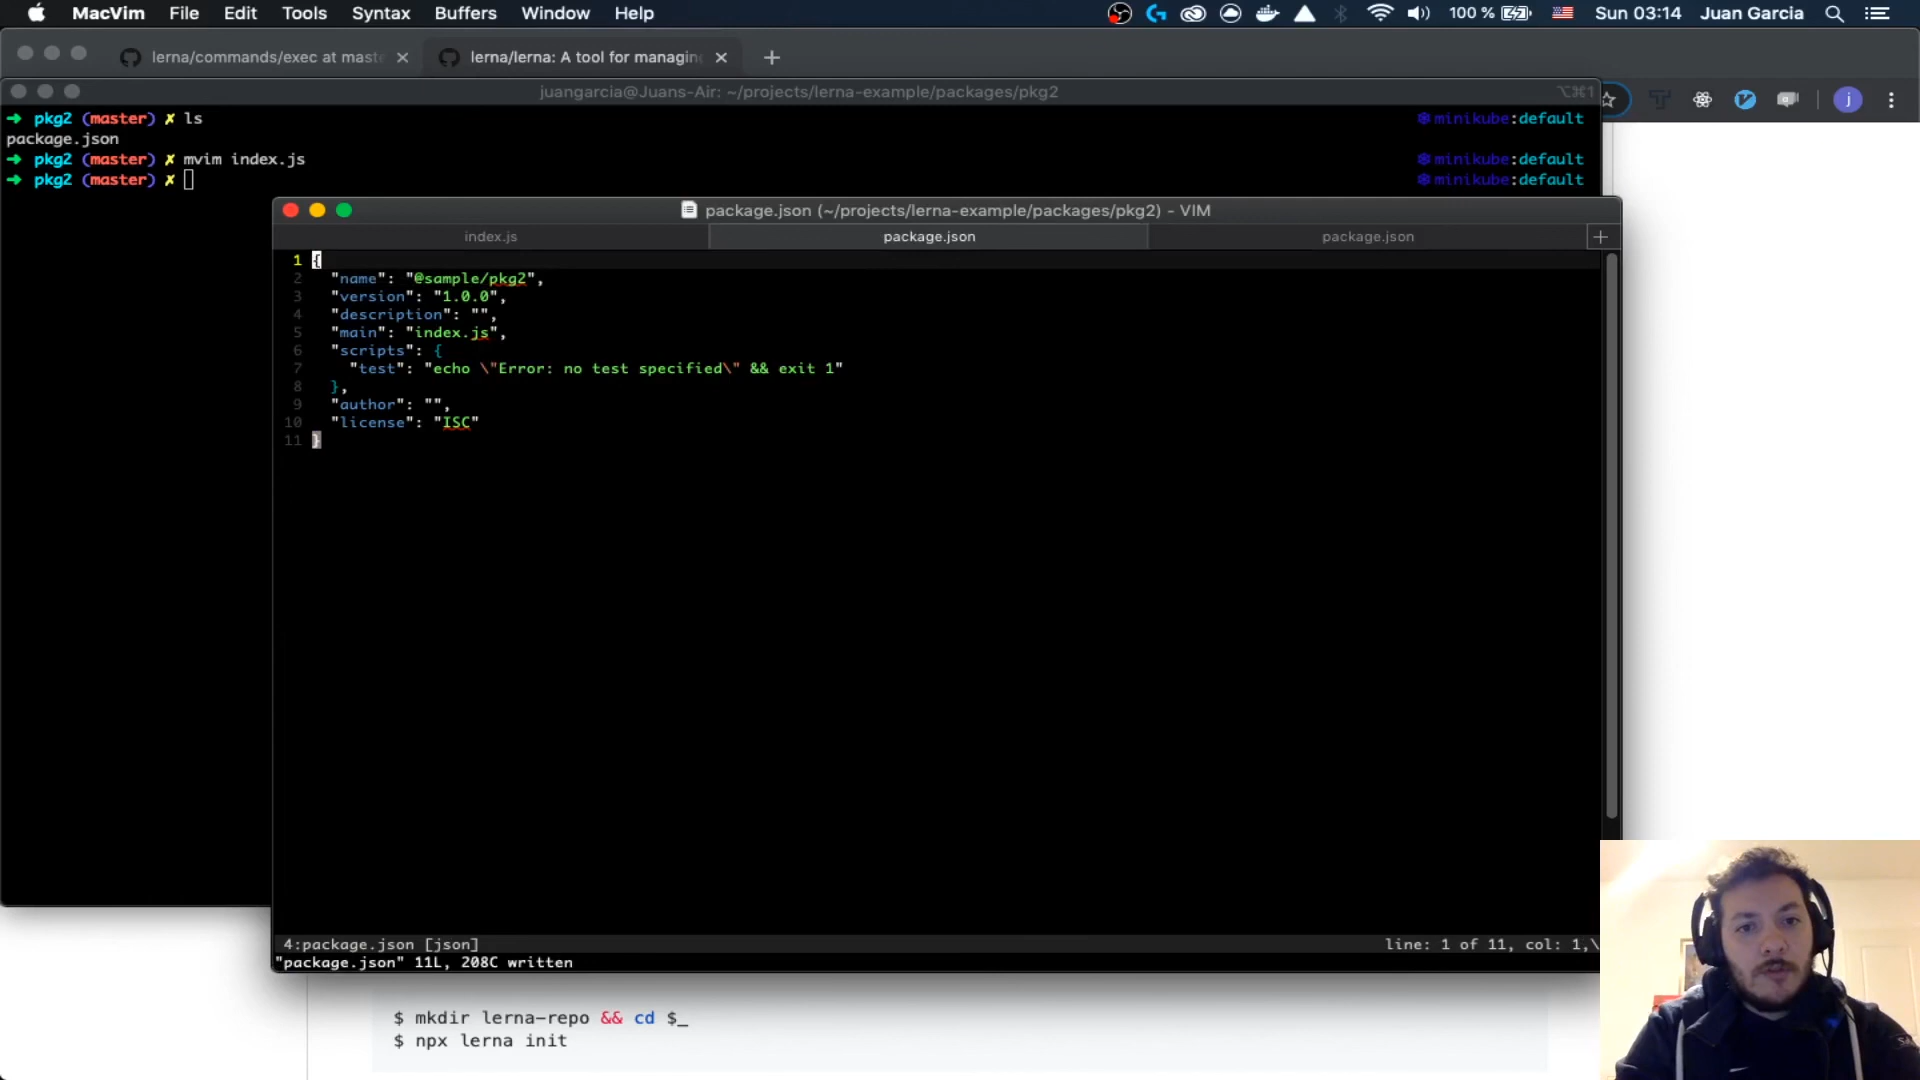 MacVim File Edit Tools Syntax Buffers Window Help 100 % Sun 03:14 Juan Garcia
lerna/commands/exec at maste
lerna/lerna: A tool for managing
juangarcia@Juans-Air: ~/projects/lerna-example/packages/pkg2 ⌥⌘1
j
➜ pkg2 (master) ✗ ls ☸minikube:default
package.json
➜ pkg2 (master) ✗ mvim index.js ☸minikube:default
➜ pkg2 (master) ✗ ☸minikube:default
package.json (~/projects/lerna-example/packages/pkg2) - VIM
index.js package.json package.json
1 {
2 "name": "@sample/pkg2",
3 "version": "1.0.0",
4 "description": "",
5 "main": "index.js",
6 "scripts": {
7 "test": "echo \"Error: no test specified\" && exit 1"
8 },
9 "author": "",
10 "license": "ISC"
11 }
4:package.json [json] line: 1 of 11, col: 1,\
"package.json" 11L, 208C written
$ mkdir lerna-repo && cd $_
$ npx lerna init